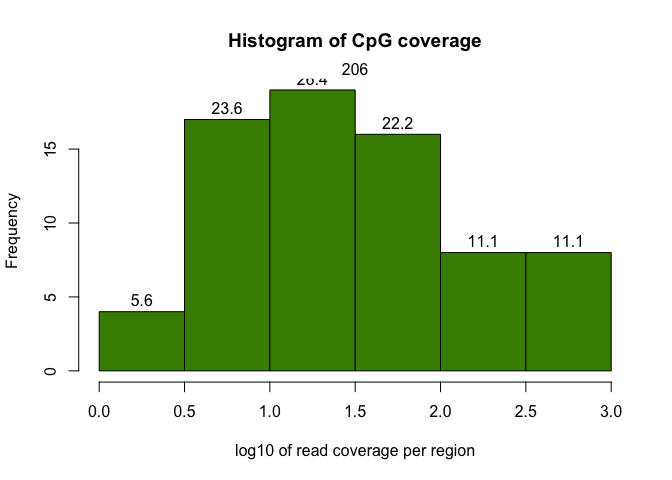 Histogram of CpG coverage
206
26.4
23.6
22.2
11.1
11.1
5.6
15
10
5
0
Frequency
0.0 0.5 1.0 1.5 2.0 2.5 3.0
log10 of read coverage per region